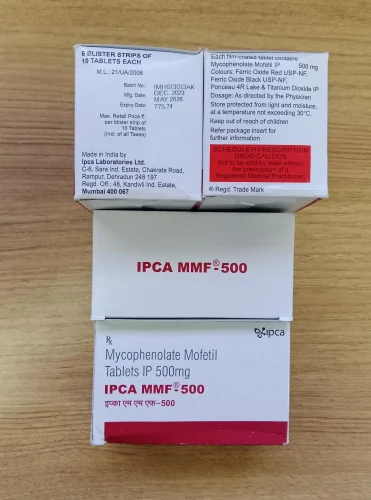 6 BLISTER STRIPS OF
10 TABLETS EACH
M.L.: 21/UA/2006
Batch No.: IMH013013AK
Mfg. Date DEC. 2023
Expiry Date: MAY 2026
Max. Retail Price ₹: 775.74
per blister strip of
10 Tablets
(Incl. of all Taxes)
Made in India by
Ipca Laboratories Ltd.
C-6, Sara Ind. Estate, Chakrata Road,
Rampur, Dehradun 248 197
Regd. Off.: 48, Kandivli Ind. Estate,
Mumbai 400 067
Each film-coated tablet contains:
Mycophenolate Mofetil IP 500 mg
Colours: Ferric Oxide Red USP-NF,
Ferric Oxide Black USP-NF,
Ponceau 4R Lake & Titanium Dioxide IP
Dosage: As directed by the Physician
Store protected from light and moisture,
at a temperature not exceeding 30°C.
Keep out of reach of children
Refer package insert for
further information
SCHEDULE H PRESCRIPTION
DRUG-CAUTION
Not to be sold by retail without
the prescription of a
Registered Medical Practitioner.
® Regd. Trade Mark
IPCA MMF®-500
Rx
ipca
Mycophenolate Mofetil
Tablets IP 500mg
IPCA MMF®-500
इप्का एम एम एफ-500